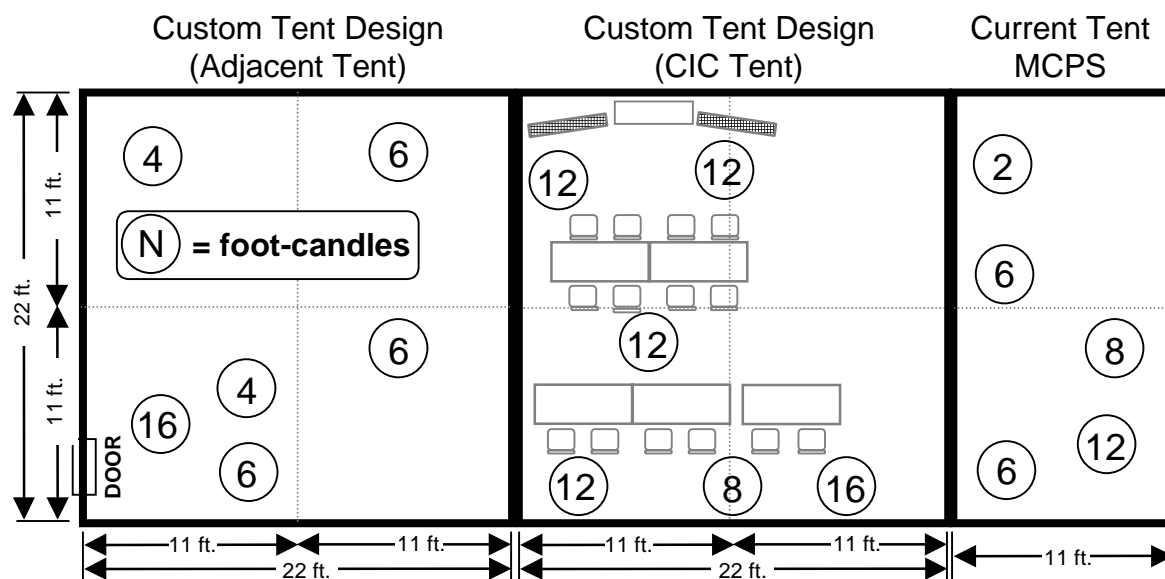 Custom Tent Design
(Adjacent Tent)
Custom Tent Design
(CIC Tent)
Current Tent
MCPS
22 ft.
11 ft.
11 ft.
4
6
N = foot-candles
6
4
16
6
DOOR
12
12
12
12
8
16
2
6
8
12
6
11 ft.
11 ft.
22 ft.
11 ft.
11 ft.
22 ft.
11 ft.